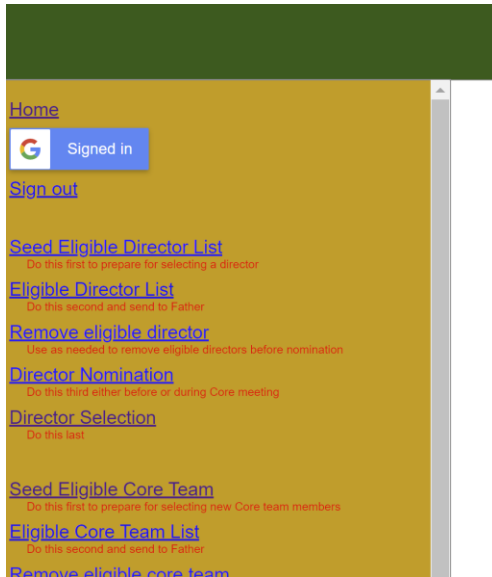 Home
G Signed in
Sign out
Seed Eligible Director List
Do this first to prepare for selecting a director
Eligible Director List
Do this second and send to Father
Remove eligible director
Use as needed to remove eligible directors before nomination
Director Nomination
Do this third either before or during Core meeting
Director Selection
Do this last
Seed Eligible Core Team
Do this first to prepare for selecting new Core team members
Eligible Core Team List
Do this second and send to Father
Remove eligible core team